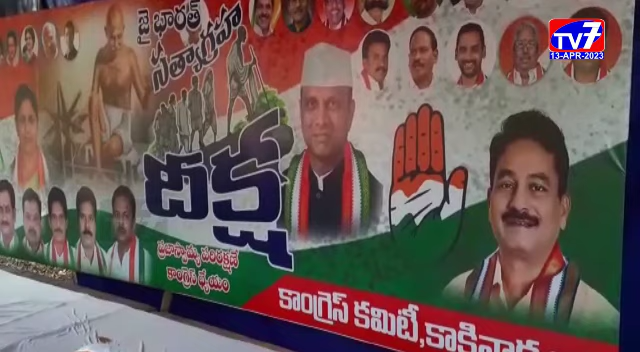 జై భారత్
సత్యాగ్రహ
TV7
13-APR-2023
దీక్ష
ప్రజాస్వామ్య పరిరక్షణే
కాంగ్రెస్ ధ్యేయం
కాంగ్రెస్ కమిటీ, కాకినాడ